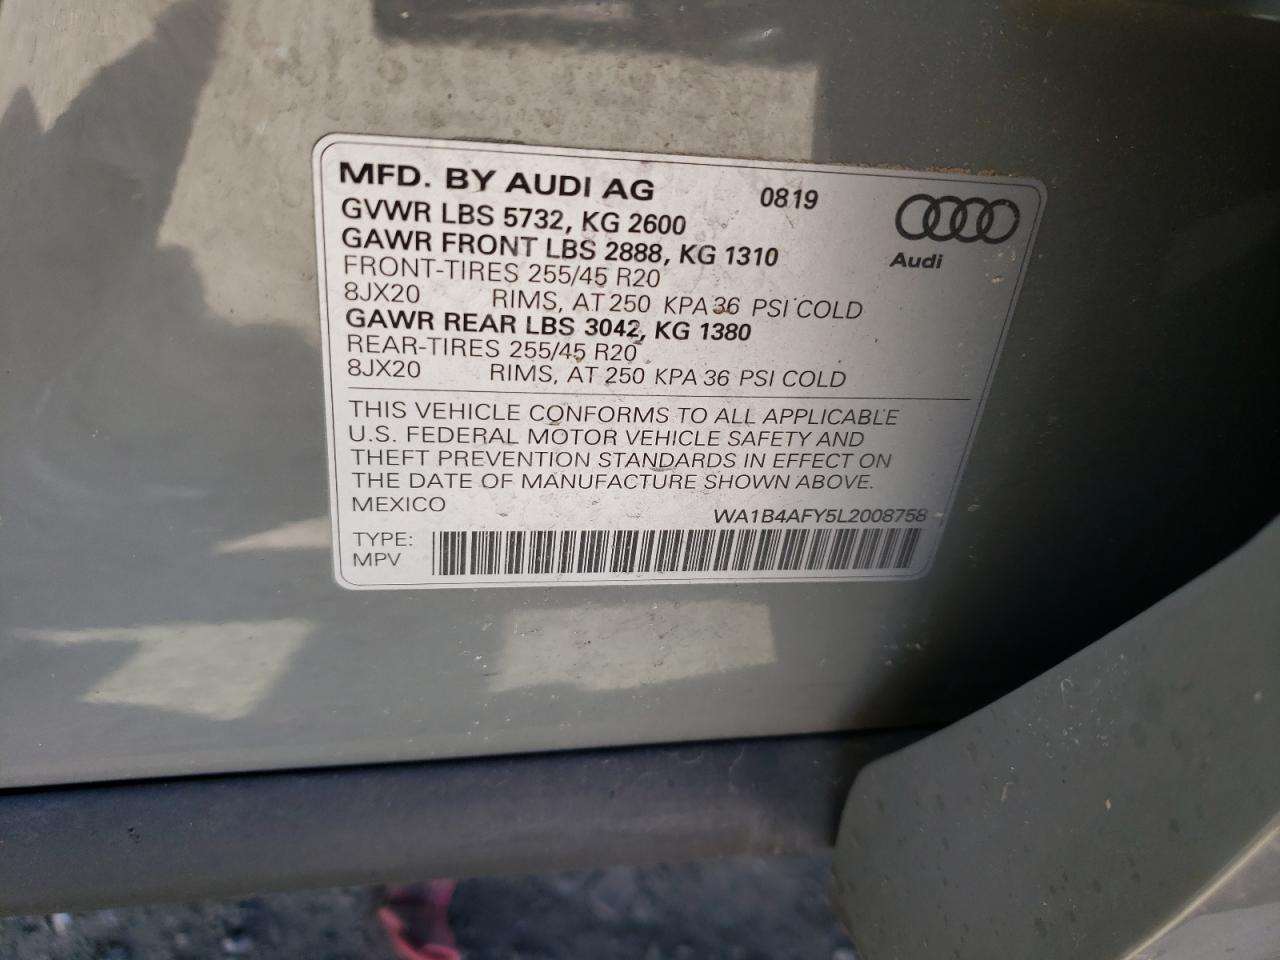 MFD. BY AUDI AG 0819
GVWR LBS 5732, KG 2600
GAWR FRONT LBS 2888, KG 1310
Audi
FRONT-TIRES 255/45 R20
8JX20 RIMS, AT 250 KPA 36 PSI COLD
GAWR REAR LBS 3042, KG 1380
REAR-TIRES 255/45 R20
8JX20 RIMS, AT 250 KPA 36 PSI COLD
THIS VEHICLE CONFORMS TO ALL APPLICABLE
U.S. FEDERAL MOTOR VEHICLE SAFETY AND
THEFT PREVENTION STANDARDS IN EFFECT ON
THE DATE OF MANUFACTURE SHOWN ABOVE.
MEXICO WA1B4AFY5L2008758
TYPE:
MPV